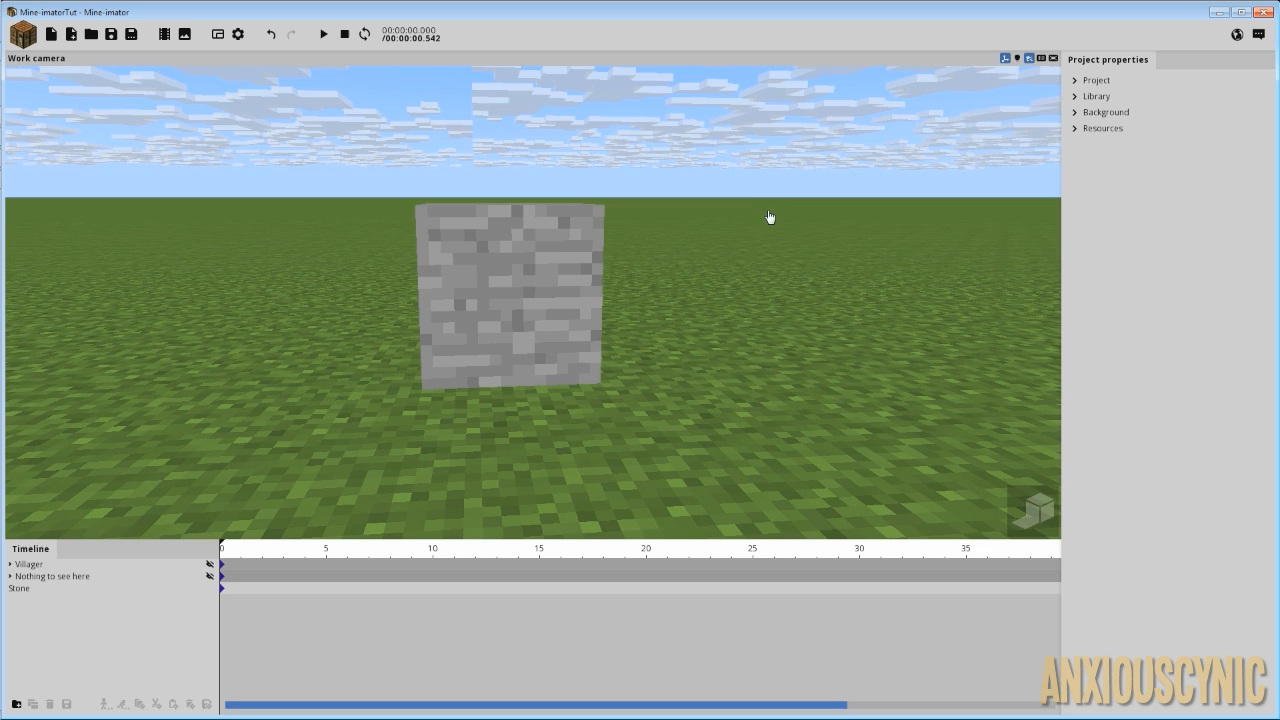 Mine-imatorTut - Mine-imator
00:00:00.000
/00:00:00.542
Work camera
Project properties
Project
Library
Background
Resources
Timeline
0 5 10 15 20 25 30 35
Villager
Nothing to see here
Stone
ANXIOUSCYNIC